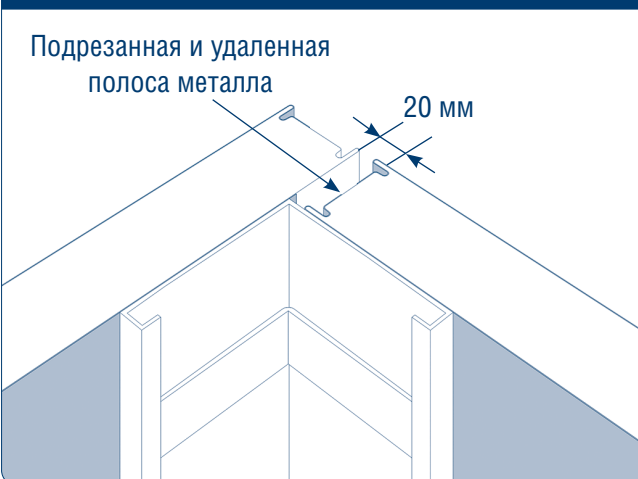 Подрезанная и удаленная
полоса металла
20 мм